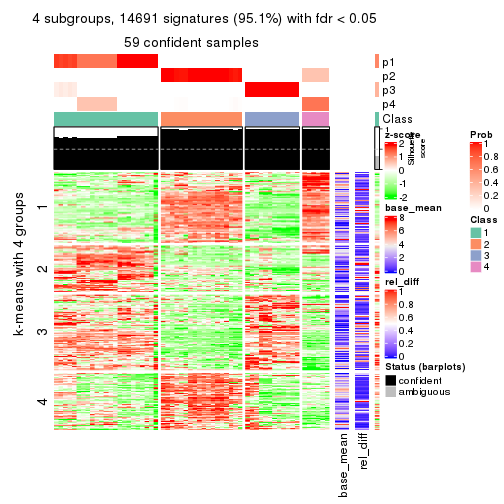 4 subgroups, 14691 signatures (95.1%) with fdr < 0.05
59 confident samples
p1
p2
p3
p4
Class
1
Silhouette
score
z-score
2
1
0
-1
-2
base_mean
8
6
4
2
0
rel_diff
1
0.8
0.6
0.4
0.2
0
Status (barplots)
confident
ambiguous
Prob
1
0.8
0.6
0.4
0.2
0
Class
1
2
3
4
k-means with 4 groups
1
2
3
4
base_mean
rel_diff